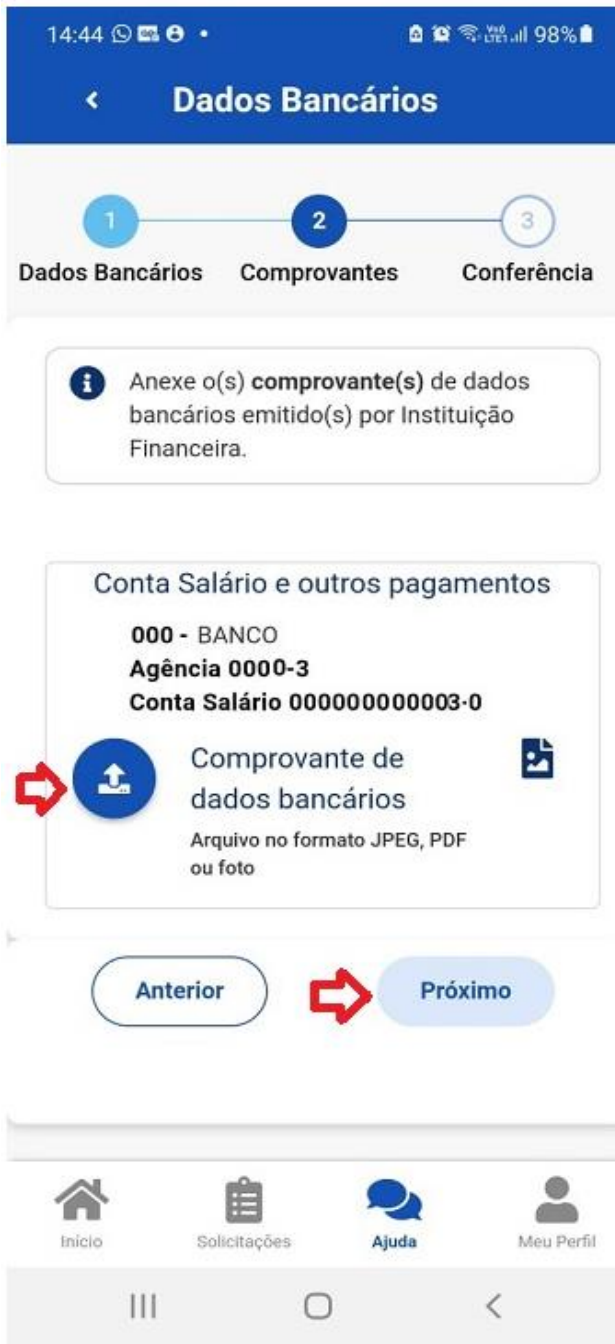 14:44
98%
Dados Bancários
1
2
3
Dados Bancários
Comprovantes
Conferência
Anexe o(s) comprovante(s) de dados
bancários emitido(s) por Instituição
Financeira.
Conta Salário e outros pagamentos
000 - BANCO
Agência 0000-3
Conta Salário 000000000003-0
Comprovante de
dados bancários
Arquivo no formato JPEG, PDF
ou foto
Anterior
Próximo
Início
Solicitações
Ajuda
Meu Perfil